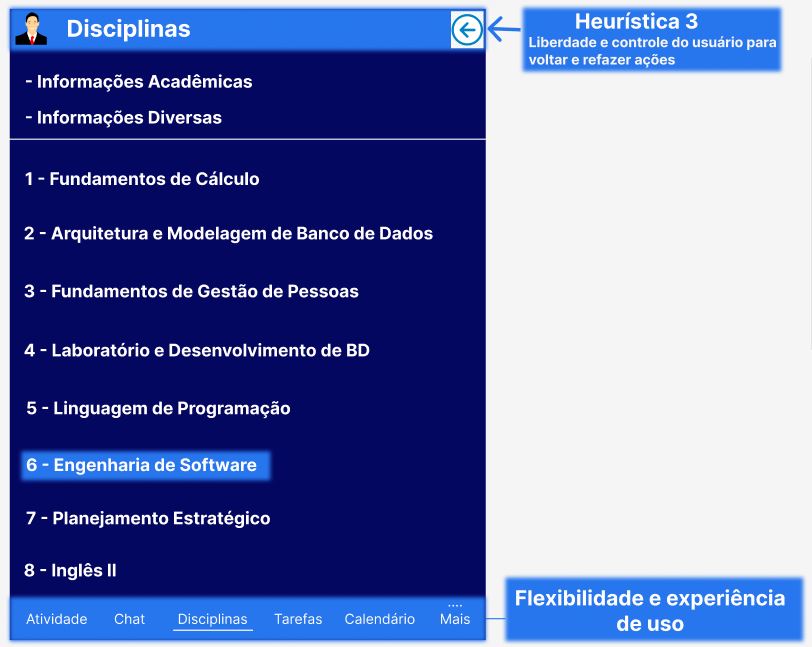 Disciplinas
Heurística 3
Liberdade e controle do usuário para
voltar e refazer ações
- Informações Acadêmicas
- Informações Diversas
1 - Fundamentos de Cálculo
2 - Arquitetura e Modelagem de Banco de Dados
3 - Fundamentos de Gestão de Pessoas
4 - Laboratório e Desenvolvimento de BD
5 - Linguagem de Programação
6 - Engenharia de Software
7 - Planejamento Estratégico
8 - Inglês II
Atividade Chat Disciplinas Tarefas Calendário .... Mais
Flexibilidade e experiência
de uso